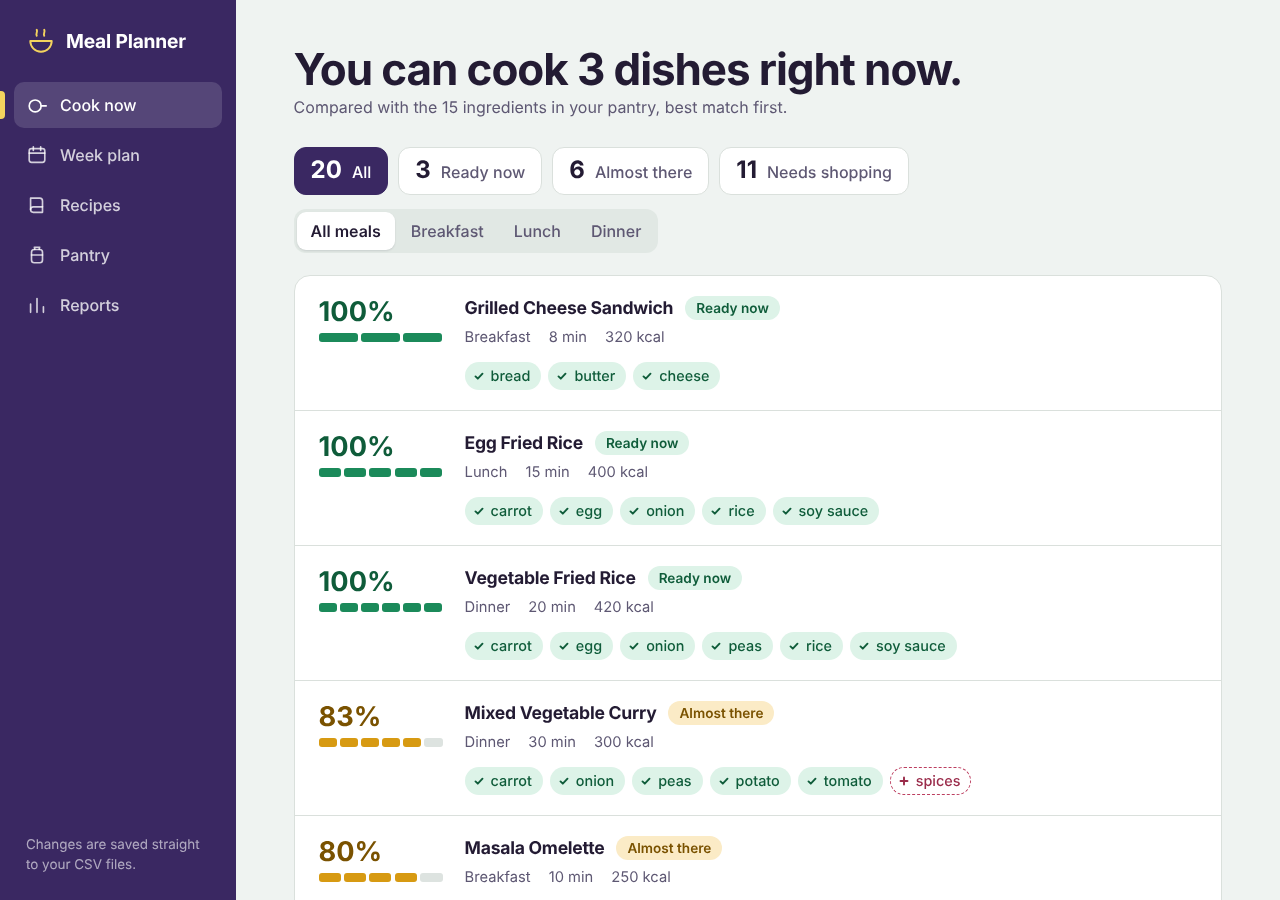 Meal Planner
Cook now
Week plan
Recipes
Pantry
Reports
Changes are saved straight
to your CSV files.
You can cook 3 dishes right now.
Compared with the 15 ingredients in your pantry, best match first.
20 All 3 Ready now 6 Almost there 11 Needs shopping
All meals Breakfast Lunch Dinner
100% Grilled Cheese Sandwich Ready now
Breakfast 8 min 320 kcal
bread butter cheese
100% Egg Fried Rice Ready now
Lunch 15 min 400 kcal
carrot egg onion rice soy sauce
100% Vegetable Fried Rice Ready now
Dinner 20 min 420 kcal
carrot egg onion peas rice soy sauce
83% Mixed Vegetable Curry Almost there
Dinner 30 min 300 kcal
carrot onion peas potato tomato + spices
80% Masala Omelette Almost there
Breakfast 10 min 250 kcal